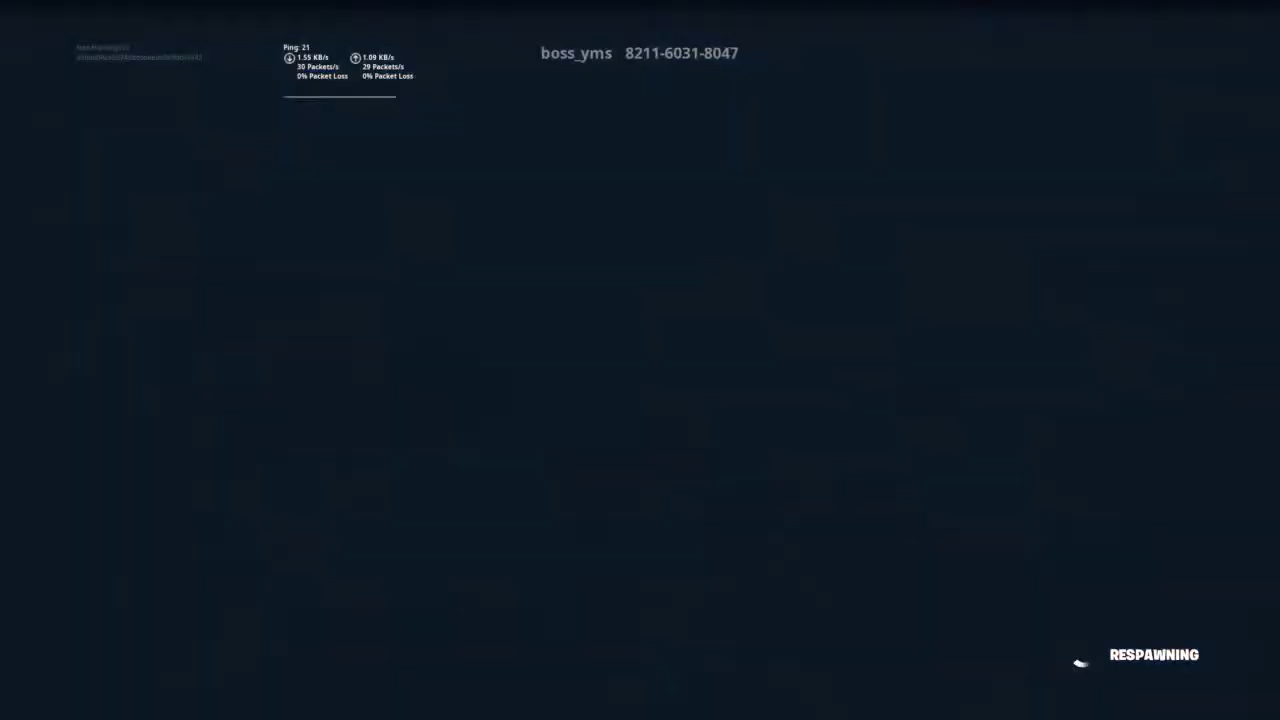 Ping: 21
1.55 KB/s 1.09 KB/s
30 Packets/s 29 Packets/s
0% Packet Loss 0% Packet Loss
boss_yms 8211-6031-8047
RESPAWNING